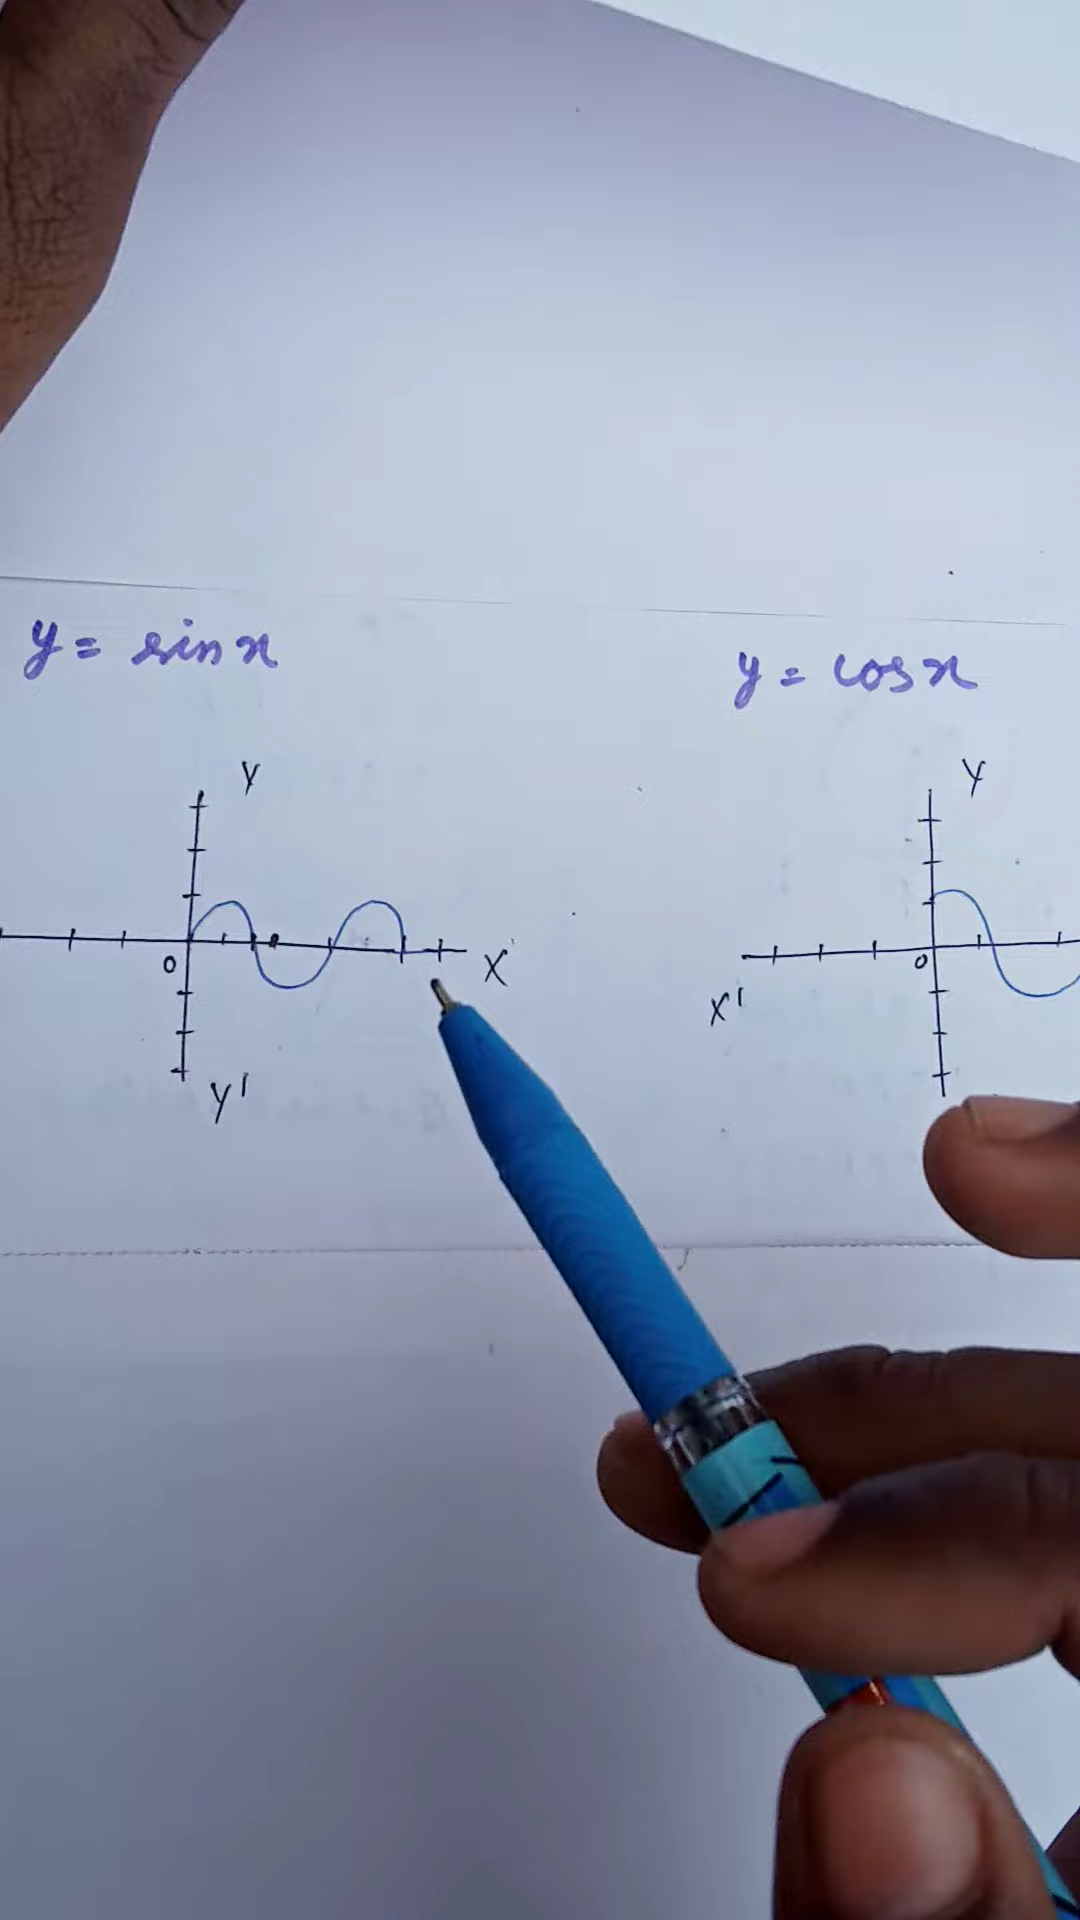 y = sin x
y = cos x
Y
Y
0
X
0
X'
Y'